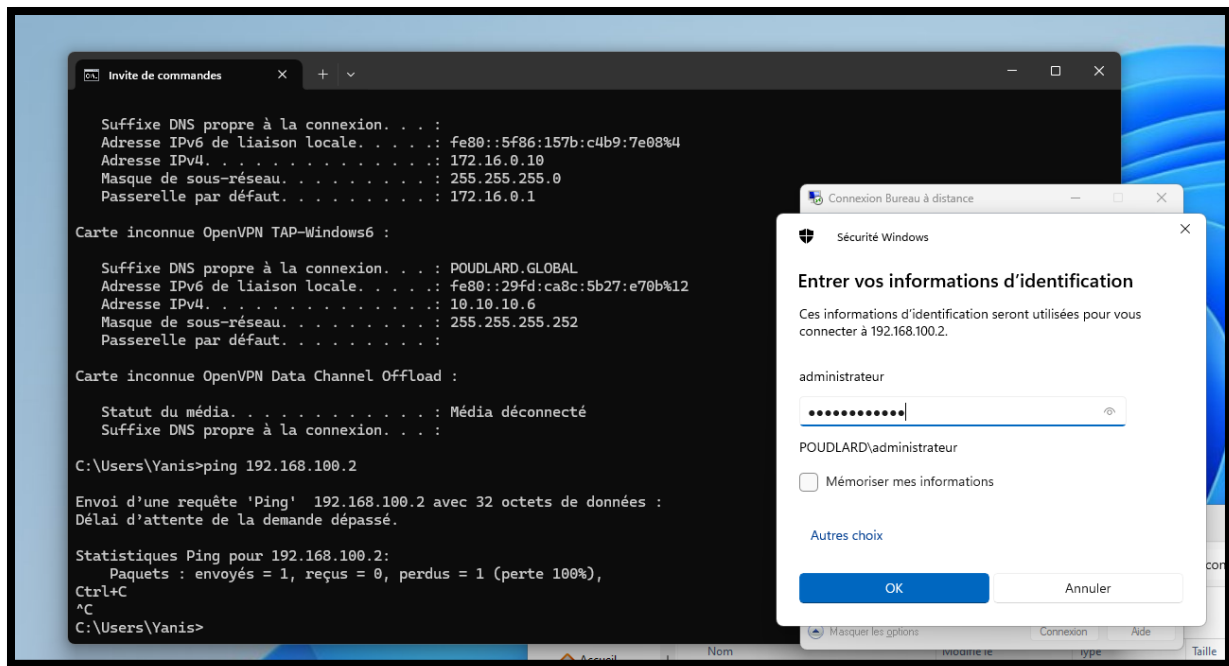 Invite de commandes
Suffixe DNS propre à la connexion. . . :
Adresse IPv6 de liaison locale. . . . .: fe80::5f86:157b:c4b9:7e08%4
Adresse IPv4. . . . . . . . . . . . . .: 172.16.0.10
Masque de sous-réseau. . . . . . . . . : 255.255.255.0
Passerelle par défaut. . . . . . . . . : 172.16.0.1
Carte inconnue OpenVPN TAP-Windows6 :
Suffixe DNS propre à la connexion. . . : POUDLARD.GLOBAL
Adresse IPv6 de liaison locale. . . . .: fe80::29fd:ca8c:5b27:e70b%12
Adresse IPv4. . . . . . . . . . . . . .: 10.10.10.6
Masque de sous-réseau. . . . . . . . . : 255.255.255.252
Passerelle par défaut. . . . . . . . . :
Carte inconnue OpenVPN Data Channel Offload :
Statut du média. . . . . . . . . . . . : Média déconnecté
Suffixe DNS propre à la connexion. . . :
C:\Users\Yanis>ping 192.168.100.2
Envoi d’une requête 'Ping'  192.168.100.2 avec 32 octets de données :
Délai d’attente de la demande dépassé.
Statistiques Ping pour 192.168.100.2:
Paquets : envoyés = 1, reçus = 0, perdus = 1 (perte 100%),
Ctrl+C
^C
C:\Users\Yanis>
Connexion Bureau à distance
Sécurité Windows
Entrer vos informations d’identification
Ces informations d’identification seront utilisées pour vous
connecter à 192.168.100.2.
administrateur
••••••••••••
POUDLARD\administrateur
Mémoriser mes informations
Autres choix
OK
Annuler
Masquer les options
Connexion
Aide
Accueil
Nom
Modifié le
Type
Taille